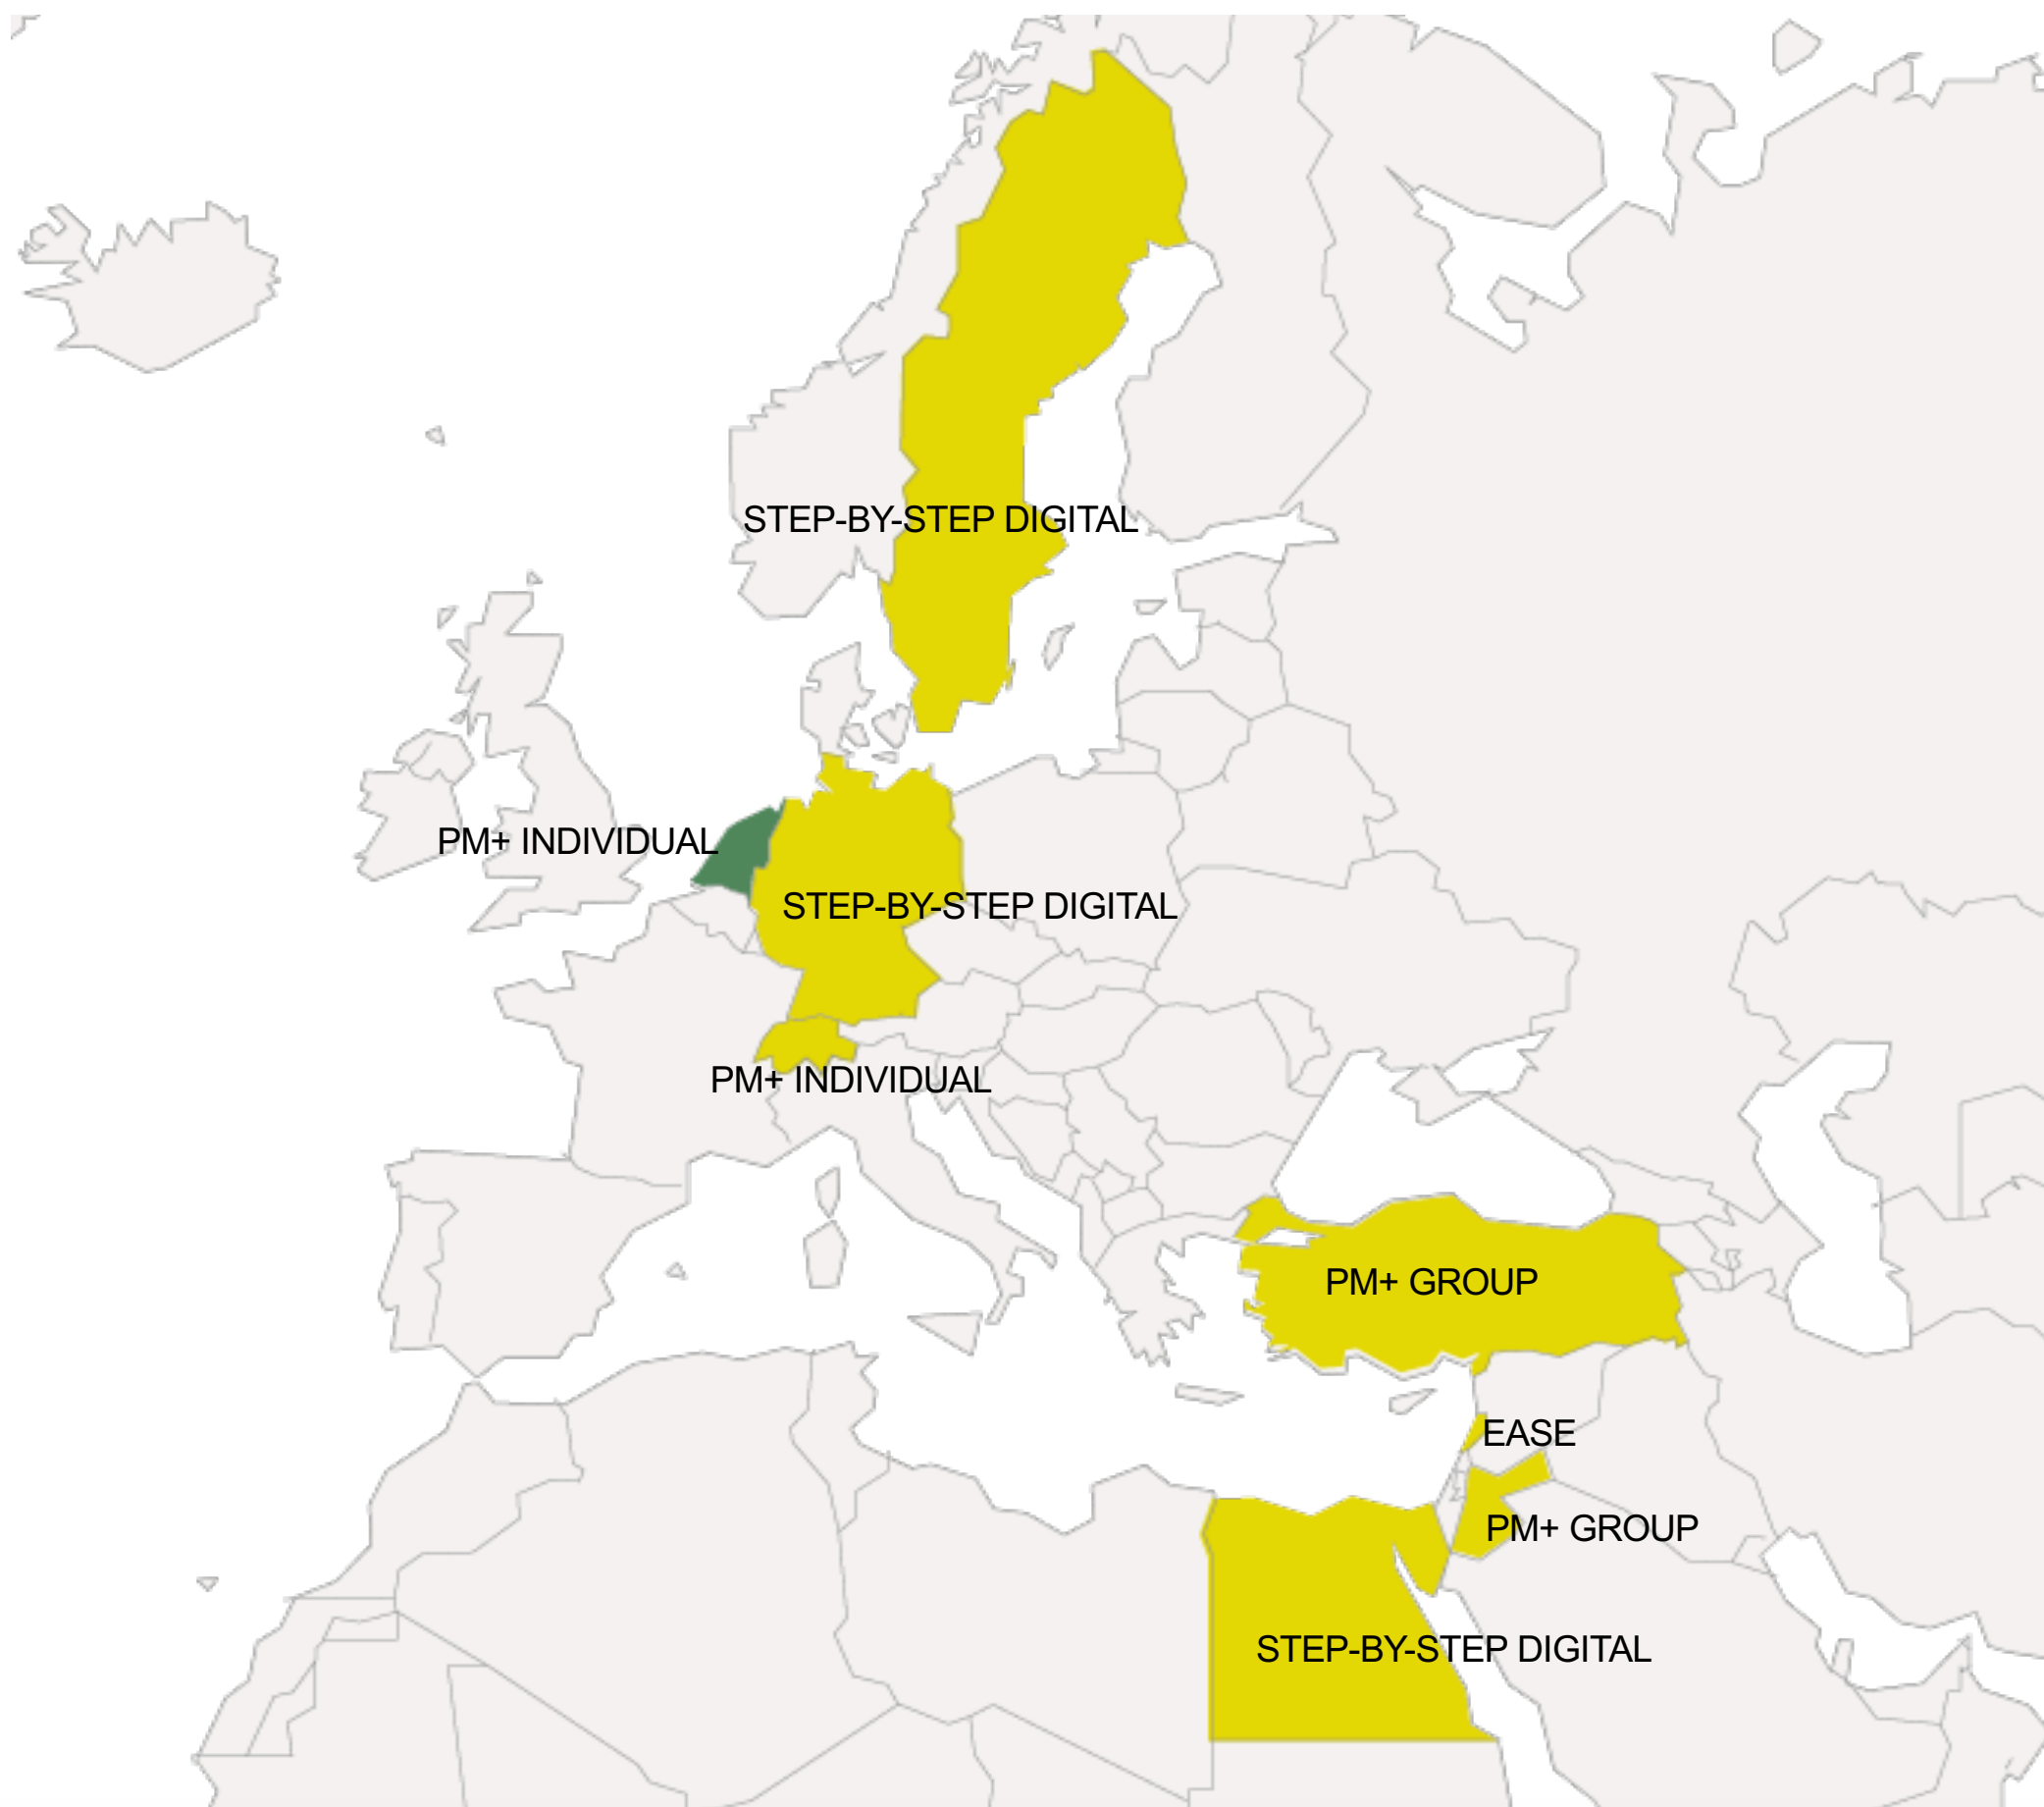 STEP-BY-STEP DIGITAL
PM+ INDIVIDUAL
STEP-BY-STEP DIGITAL
PM+ INDIVIDUAL
PM+ GROUP
EASE
PM+ GROUP
STEP-BY-STEP DIGITAL